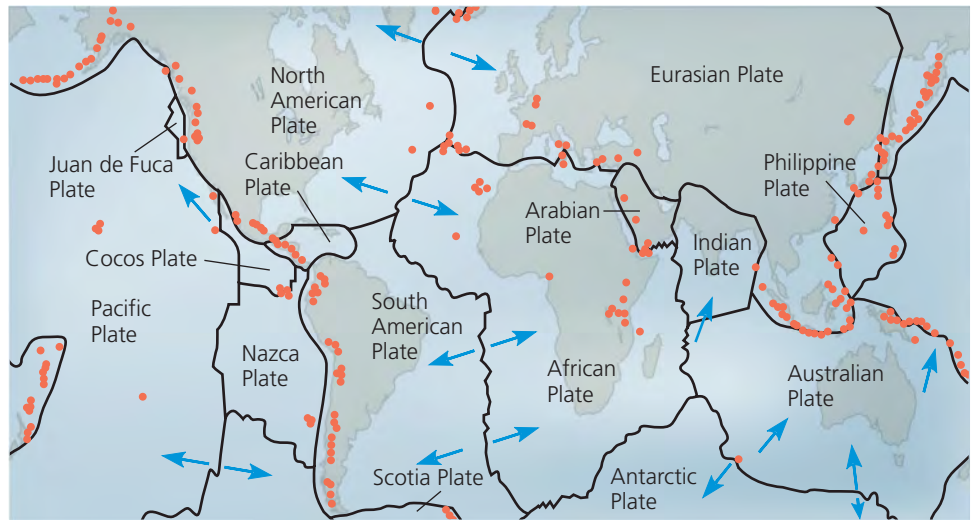 North
American
Plate
Eurasian Plate
Juan de Fuca
Plate
Caribbean
Plate
Philippine
Plate
Arabian
Plate
Indian
Plate
Cocos Plate
Pacific
Plate
South
American
Plate
Nazca
Plate
African
Plate
Australian
Plate
Scotia Plate
Antarctic
Plate